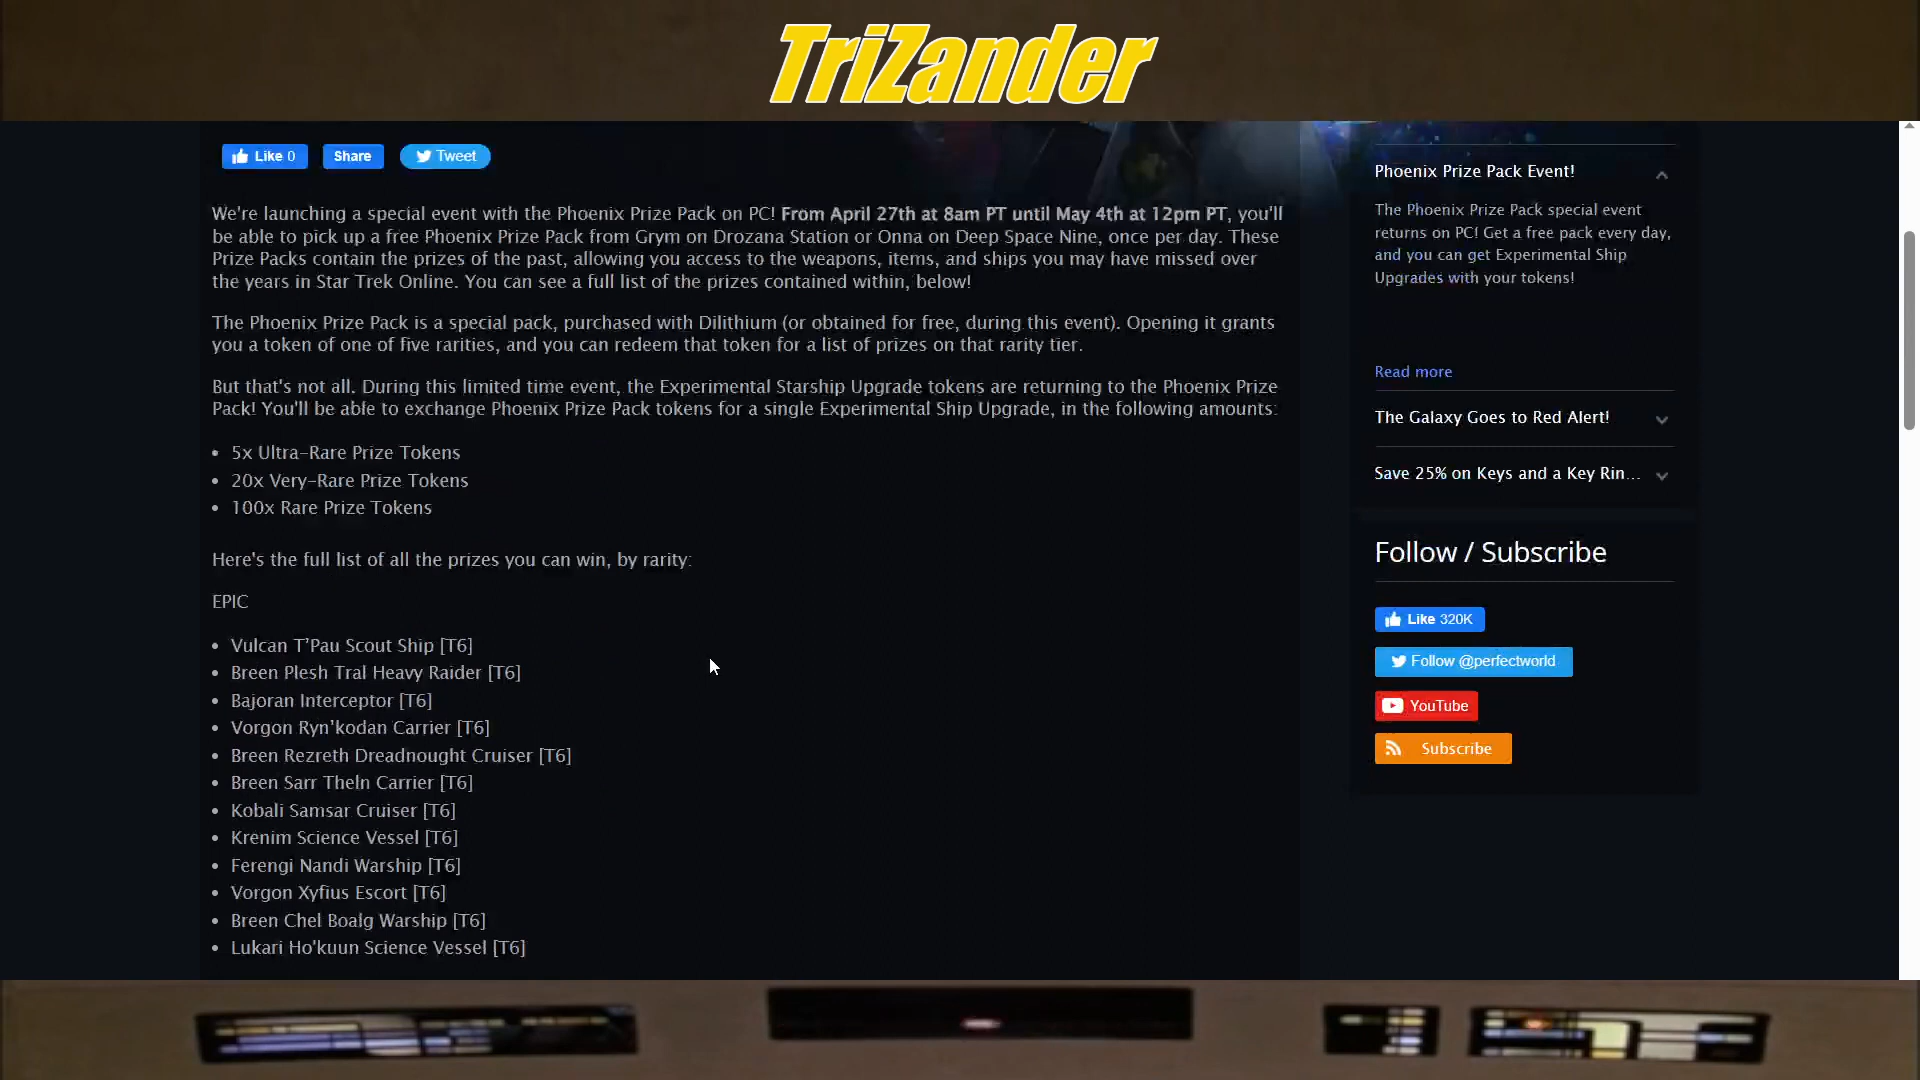 TriZander
Like 0
Share
Tweet
We're launching a special event with the Phoenix Prize Pack on PC! From April 27th at 8am PT until May 4th at 12pm PT, you'll
be able to pick up a free Phoenix Prize Pack from Grym on Drozana Station or Onna on Deep Space Nine, once per day. These
Prize Packs contain the prizes of the past, allowing you access to the weapons, items, and ships you may have missed over
the years in Star Trek Online. You can see a full list of the prizes contained within, below!
The Phoenix Prize Pack is a special pack, purchased with Dilithium (or obtained for free, during this event). Opening it grants
you a token of one of five rarities, and you can redeem that token for a list of prizes on that rarity tier.
But that's not all. During this limited time event, the Experimental Starship Upgrade tokens are returning to the Phoenix Prize
Pack! You'll be able to exchange Phoenix Prize Pack tokens for a single Experimental Ship Upgrade, in the following amounts:
• 5x Ultra-Rare Prize Tokens
• 20x Very-Rare Prize Tokens
• 100x Rare Prize Tokens
Here's the full list of all the prizes you can win, by rarity:
EPIC
• Vulcan T’Pau Scout Ship [T6]
• Breen Plesh Tral Heavy Raider [T6]
• Bajoran Interceptor [T6]
• Vorgon Ryn’kodan Carrier [T6]
• Breen Rezreth Dreadnought Cruiser [T6]
• Breen Sarr Theln Carrier [T6]
• Kobali Samsar Cruiser [T6]
• Krenim Science Vessel [T6]
• Ferengi Nandi Warship [T6]
• Vorgon Xyfius Escort [T6]
• Breen Chel Boalg Warship [T6]
• Lukari Ho'kuun Science Vessel [T6]
Phoenix Prize Pack Event!
The Phoenix Prize Pack special event
returns on PC! Get a free pack every day,
and you can get Experimental Ship
Upgrades with your tokens!
Read more
The Galaxy Goes to Red Alert!
Save 25% on Keys and a Key Rin...
Follow / Subscribe
Like 320K
Follow @perfectworld
YouTube
Subscribe